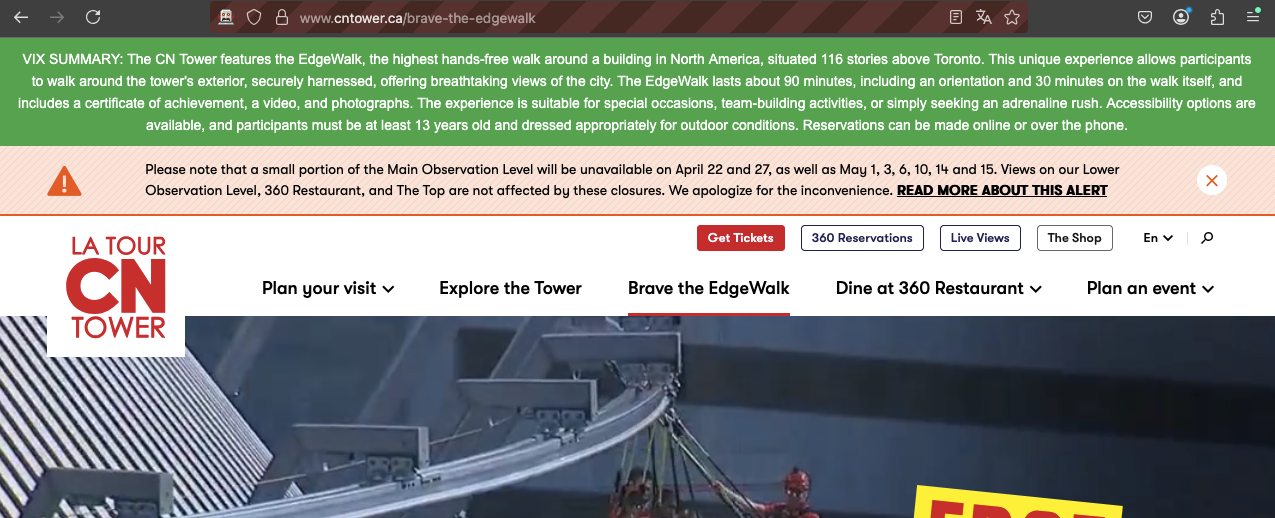 www.cntower.ca/brave-the-edgewalk
VIX SUMMARY: The CN Tower features the EdgeWalk, the highest hands-free walk around a building in North America, situated 116 stories above Toronto. This unique experience allows participants
to walk around the tower's exterior, securely harnessed, offering breathtaking views of the city. The EdgeWalk lasts about 90 minutes, including an orientation and 30 minutes on the walk itself, and
includes a certificate of achievement, a video, and photographs. The experience is suitable for special occasions, team-building activities, or simply seeking an adrenaline rush. Accessibility options are
available, and participants must be at least 13 years old and dressed appropriately for outdoor conditions. Reservations can be made online or over the phone.
Please note that a small portion of the Main Observation Level will be unavailable on April 22 and 27, as well as May 1, 3, 6, 10, 14 and 15. Views on our Lower
Observation Level, 360 Restaurant, and The Top are not affected by these closures. We apologize for the inconvenience. READ MORE ABOUT THIS ALERT
LA TOUR
CN
TOWER
Get Tickets
360 Reservations
Live Views
The Shop
En
Plan your visit
Explore the Tower
Brave the EdgeWalk
Dine at 360 Restaurant
Plan an event